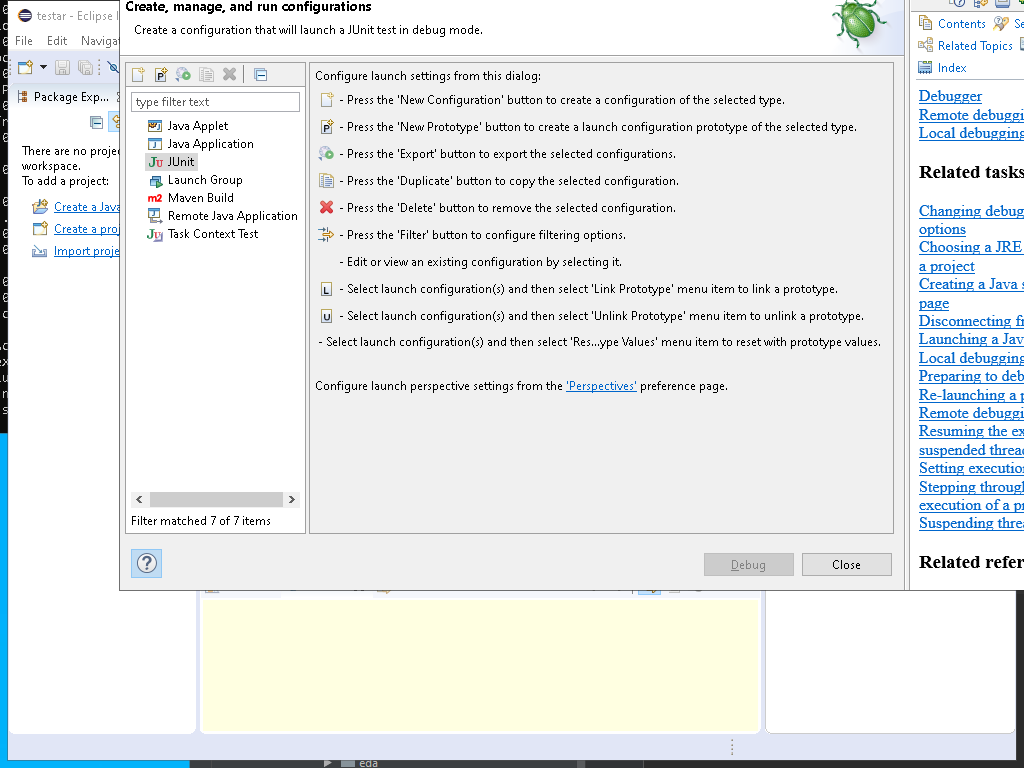 Create, manage, and run configurations
Create a configuration that will launch a JUnit test in debug mode.
testar - Eclipse
File Edit Navigat
Package Exp...
There are no projec
workspace.
To add a project:
Create a Java
Create a proj
Import proje
type filter text
Java Applet
Java Application
JUnit
Launch Group
Maven Build
Remote Java Application
Task Context Test
Filter matched 7 of 7 items
Configure launch settings from this dialog:
- Press the 'New Configuration' button to create a configuration of the selected type.
- Press the 'New Prototype' button to create a launch configuration prototype of the selected type.
- Press the 'Export' button to export the selected configurations.
- Press the 'Duplicate' button to copy the selected configuration.
- Press the 'Delete' button to remove the selected configuration.
- Press the 'Filter' button to configure filtering options.
- Edit or view an existing configuration by selecting it.
- Select launch configuration(s) and then select 'Link Prototype' menu item to link a prototype.
- Select launch configuration(s) and then select 'Unlink Prototype' menu item to unlink a prototype.
- Select launch configuration(s) and then select 'Res...ype Values' menu item to reset with prototype values.
Configure launch perspective settings from the 'Perspectives' preference page.
Debug
Close
Contents Se
Related Topics
Index
Debugger
Remote debuggi
Local debugging
Related tasks
Changing debug
options
Choosing a JRE
a project
Creating a Java s
page
Disconnecting fr
Launching a Jav
Local debugging
Preparing to deb
Re-launching a p
Remote debuggi
Resuming the ex
suspended thread
Setting execution
Stepping through
execution of a pr
Suspending threa
Related refer
eda